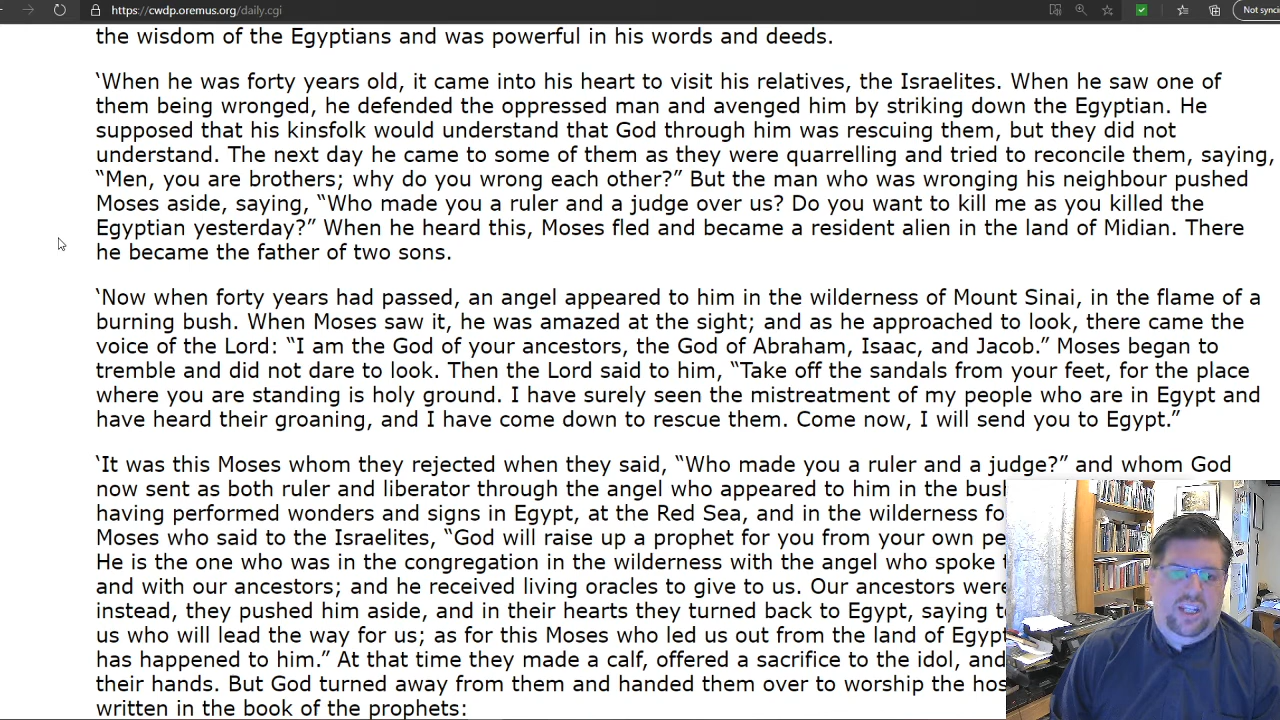 https://cwdp.oremus.org/daily.cgi
Not
the wisdom of the Egyptians and was powerful in his words and deeds.
‘When he was forty years old, it came into his heart to visit his relatives, the Israelites. When he saw one of
them being wronged, he defended the oppressed man and avenged him by striking down the Egyptian. He
supposed that his kinsfolk would understand that God through him was rescuing them, but they did not
understand. The next day he came to some of them as they were quarrelling and tried to reconcile them, saying,
“Men, you are brothers; why do you wrong each other?” But the man who was wronging his neighbour pushed
Moses aside, saying, “Who made you a ruler and a judge over us? Do you want to kill me as you killed the
Egyptian yesterday?” When he heard this, Moses fled and became a resident alien in the land of Midian. There
he became the father of two sons.
‘Now when forty years had passed, an angel appeared to him in the wilderness of Mount Sinai, in the flame of a
burning bush. When Moses saw it, he was amazed at the sight; and as he approached to look, there came the
voice of the Lord: “I am the God of your ancestors, the God of Abraham, Isaac, and Jacob.” Moses began to
tremble and did not dare to look. Then the Lord said to him, “Take off the sandals from your feet, for the place
where you are standing is holy ground. I have surely seen the mistreatment of my people who are in Egypt and
have heard their groaning, and I have come down to rescue them. Come now, I will send you to Egypt.”
‘It was this Moses whom they rejected when they said, “Who made you a ruler and a judge?” and whom God
now sent as both ruler and liberator through the angel who appeared to him in the bush
having performed wonders and signs in Egypt, at the Red Sea, and in the wilderness fo
Moses who said to the Israelites, “God will raise up a prophet for you from your own pe
He is the one who was in the congregation in the wilderness with the angel who spoke
and with our ancestors; and he received living oracles to give to us. Our ancestors were
instead, they pushed him aside, and in their hearts they turned back to Egypt, saying
us who will lead the way for us; as for this Moses who led us out from the land of Egyp
has happened to him.” At that time they made a calf, offered a sacrifice to the idol, and
their hands. But God turned away from them and handed them over to worship the hos
written in the book of the prophets: